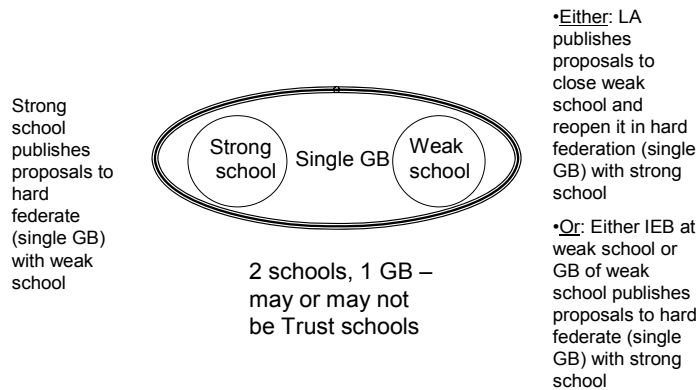 Strong
school
publishes
proposals to
hard
federate
(single GB)
with weak
school
Strong
school
Single GB
Weak
school
2 schools, 1 GB –
may or may not
be Trust schools
•Either: LA
publishes
proposals to
close weak
school and
reopen it in hard
federation (single
GB) with strong
school
•Or: Either IEB at
weak school or
GB of weak
school publishes
proposals to hard
federate (single
GB) with strong
school